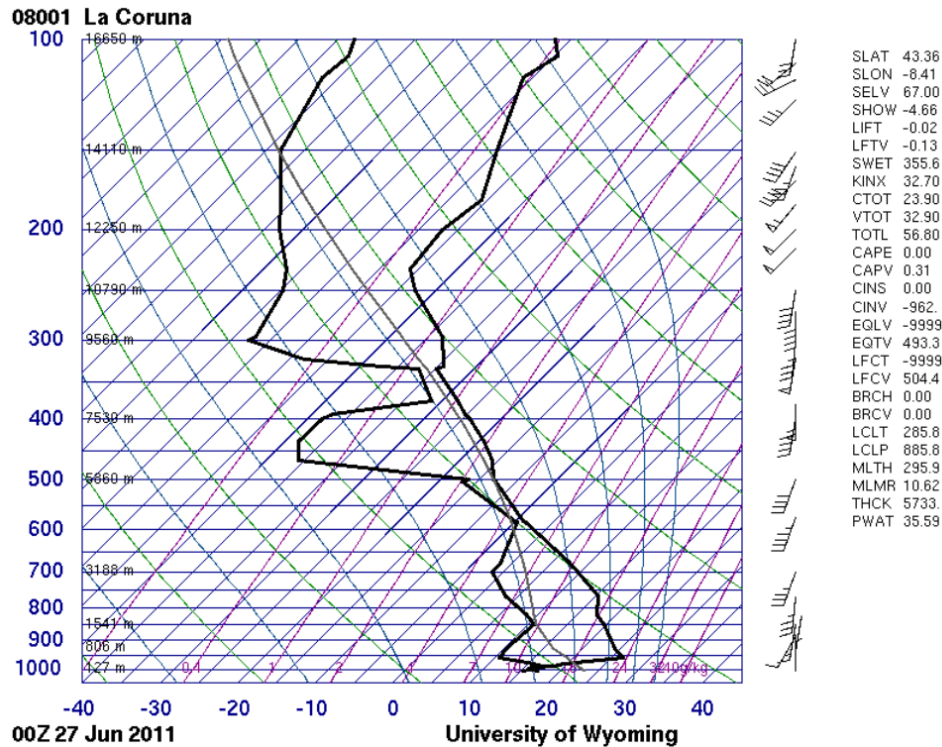 08001 La Coruna
100 16650 m
14110 m
200 12250 m
10790 m
300 9560 m
400 7530 m
500 5860 m
600
700 3188 m
800 1541 m
900 806 m
1000 127 m 0.4 1 2 4 7 10 16 24 32 40g/kg
-40 -30 -20 -10 0 10 20 30 40
00Z 27 Jun 2011 University of Wyoming
SLAT 43.36
SLON -8.41
SELV 67.00
SHOW -4.66
LIFT -0.02
LFTV -0.13
SWET 355.6
KINX 32.70
CTOT 23.90
VTOT 32.90
TOTL 56.80
CAPE 0.00
CAPV 0.31
CINS 0.00
CINV -962.
EQLV -9999
EQTV 493.3
LFCT -9999
LFCV 504.4
BRCH 0.00
BRCV 0.00
LCLT 285.8
LCLP 885.8
MLTH 295.9
MLMR 10.62
THCK 5733.
PWAT 35.59